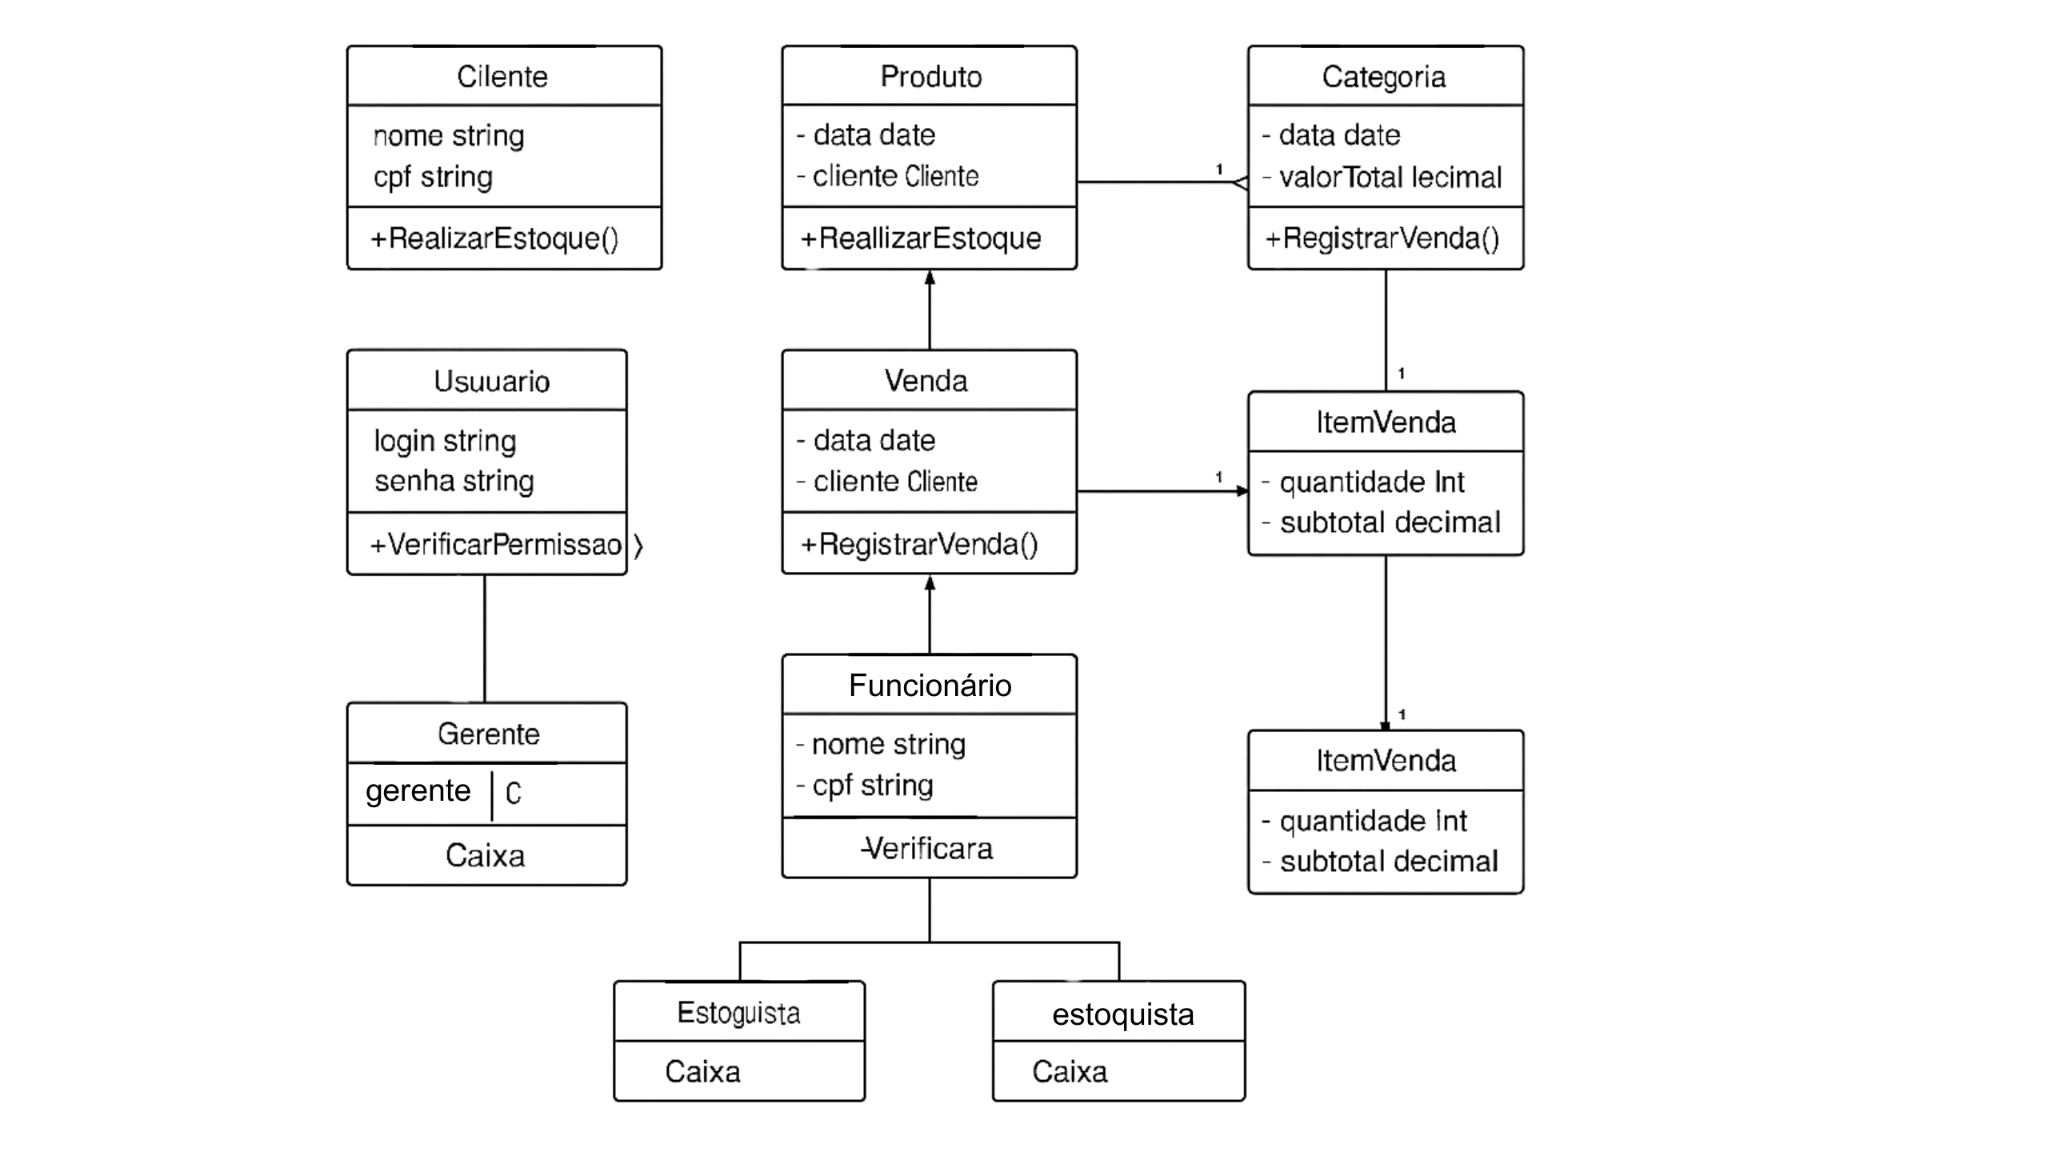 Cilente
nome string
cpf string
+RealizarEstoque()
Produto
- data date
- cliente Cliente
+ReallizarEstoque
1
Categoria
- data date
- valorTotal lecimal
+RegistrarVenda()
Usuuario
login string
senha string
+VerificarPermissao )
Venda
- data date
- cliente Cliente
+RegistrarVenda()
1
1
ItemVenda
- quantidade Int
- subtotal decimal
Gerente
gerente | C
Caixa
Funcionário
- nome string
- cpf string
-Verificara
1
ItemVenda
- quantidade int
- subtotal decimal
Estoguista
Caixa
estoquista
Caixa